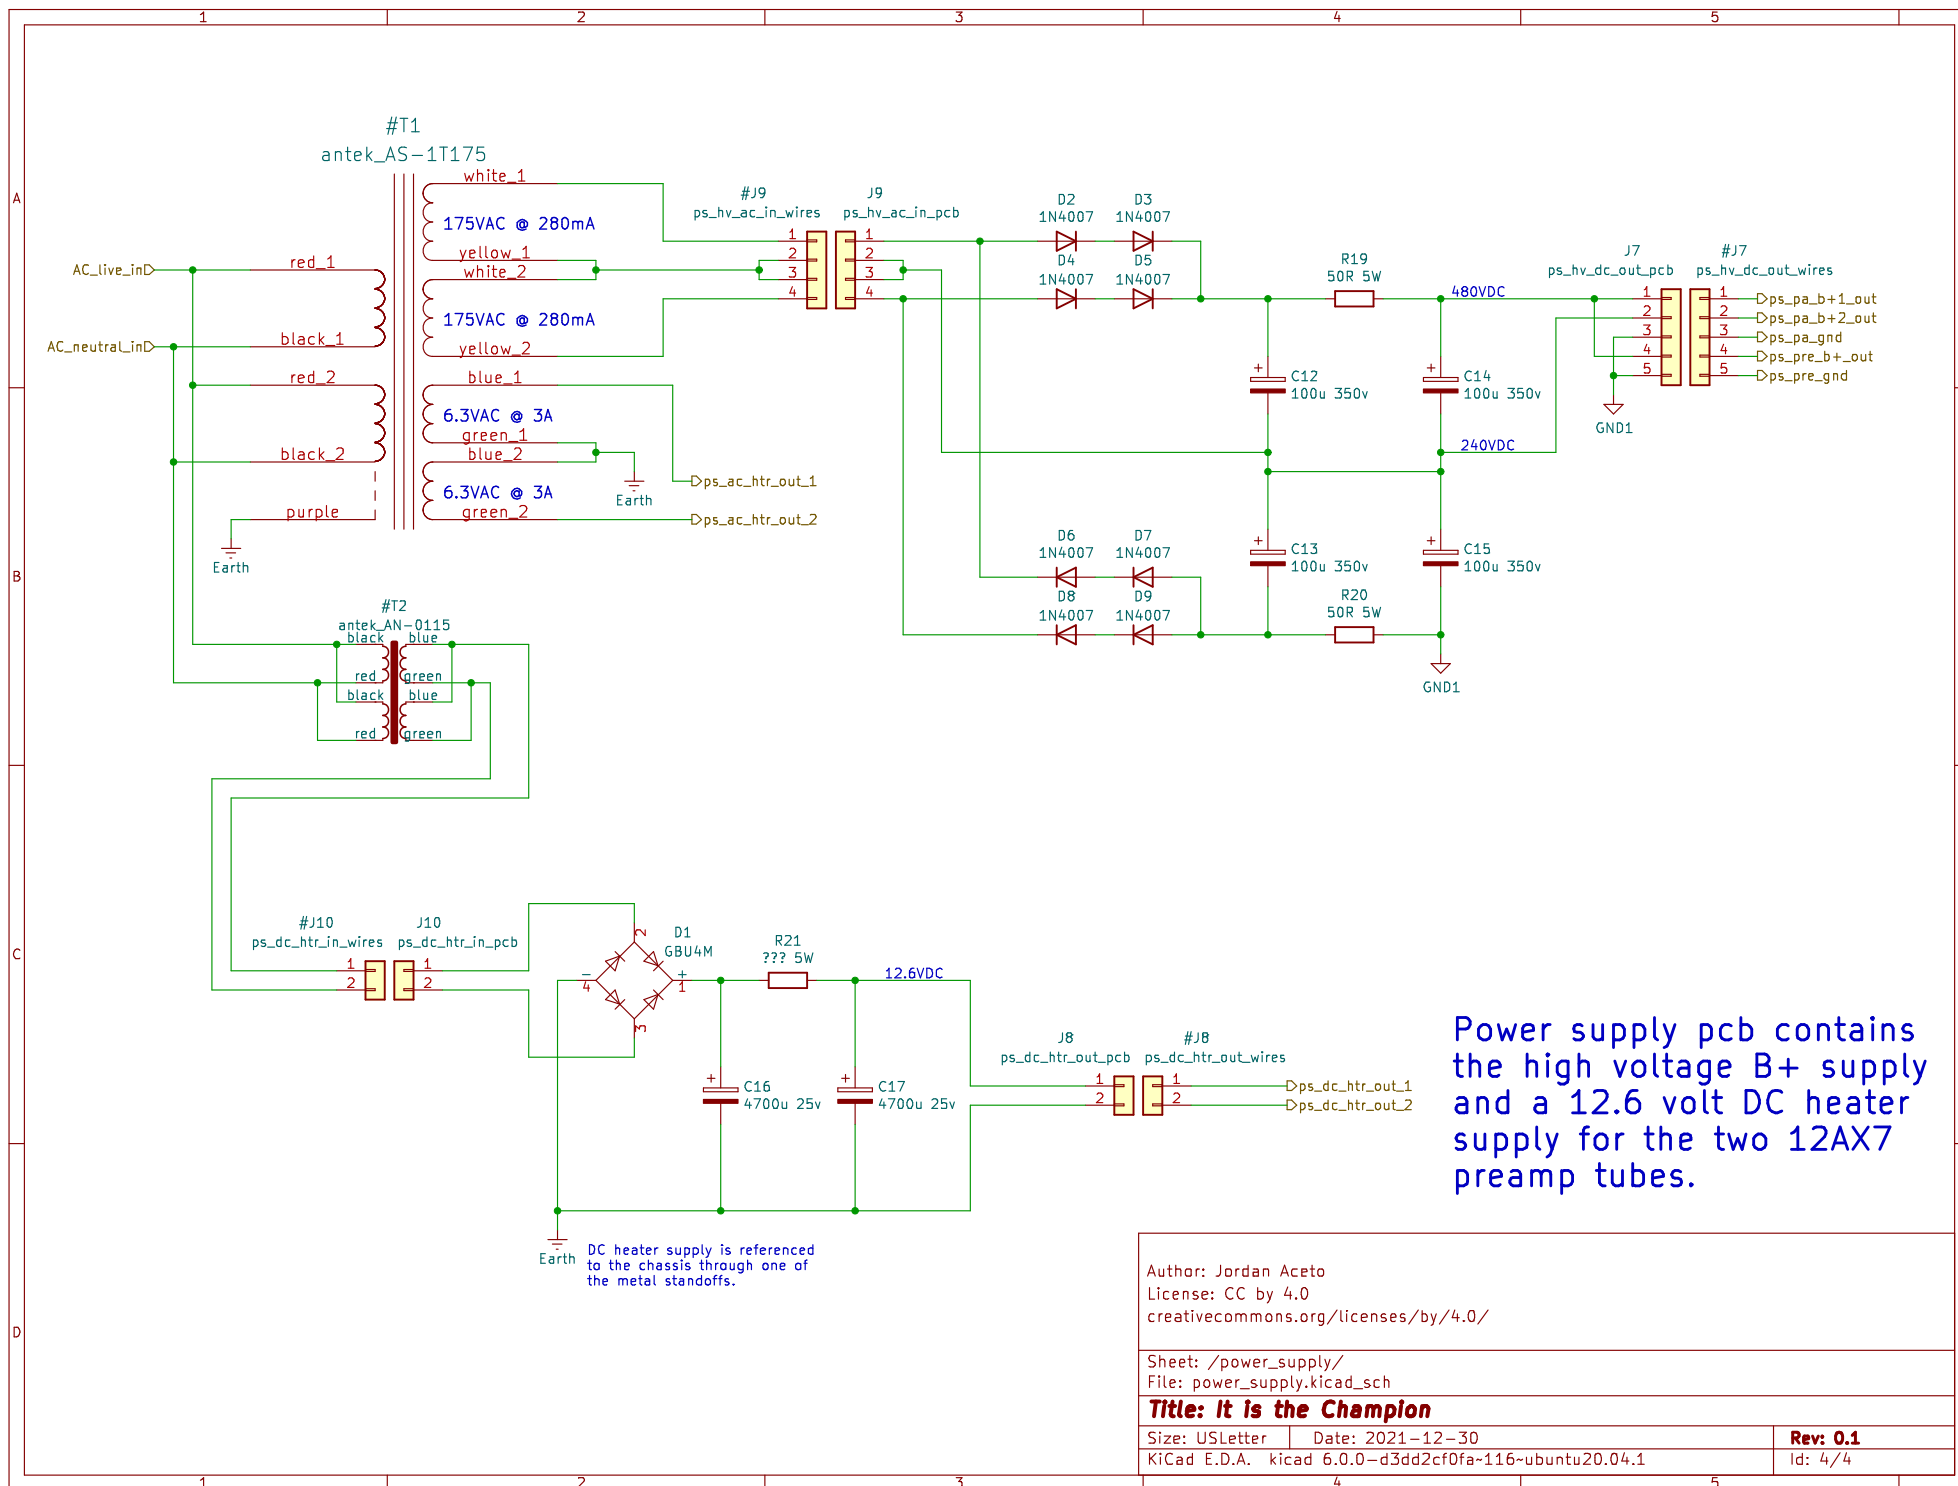 1 2 3 4 5
A
B
C
D
#T1
antek_AS-1T175
white_1
175VAC @ 280mA
yellow_1
white_2
175VAC @ 280mA
yellow_2
blue_1
6.3VAC @ 3A
green_1
blue_2
6.3VAC @ 3A
green_2
AC_live_in
red_1
AC_neutral_in
black_1
red_2
black_2
purple
Earth
Earth
ps_ac_htr_out_1
ps_ac_htr_out_2
#J9
ps_hv_ac_in_wires
1
2
3
4
J9
ps_hv_ac_in_pcb
1
2
3
4
D2
1N4007
D3
1N4007
D4
1N4007
D5
1N4007
R19
50R 5W
480VDC
C12
100u 350v
C14
100u 350v
240VDC
D6
1N4007
D7
1N4007
D8
1N4007
D9
1N4007
C13
100u 350v
C15
100u 350v
R20
50R 5W
GND1
J7
ps_hv_dc_out_pcb
1
2
3
4
5
GND1
#J7
ps_hv_dc_out_wires
1 ps_pa_b+1_out
2 ps_pa_b+2_out
3 ps_pa_gnd
4 ps_pre_b+_out
5 ps_pre_gnd
#T2
antek_AN-0115
black blue
red green
black blue
red green
#J10
ps_dc_htr_in_wires
1
2
J10
ps_dc_htr_in_pcb
1
2
D1
GBU4M
2
− 4
+ 1
3
R21
??? 5W
12.6VDC
C16
4700u 25v
C17
4700u 25v
Earth
DC heater supply is referenced
to the chassis through one of
the metal standoffs.
J8
ps_dc_htr_out_pcb
1
2
#J8
ps_dc_htr_out_wires
1 ps_dc_htr_out_1
2 ps_dc_htr_out_2
Power supply pcb contains
the high voltage B+ supply
and a 12.6 volt DC heater
supply for the two 12AX7
preamp tubes.
Author: Jordan Aceto
License: CC by 4.0
creativecommons.org/licenses/by/4.0/
Sheet: /power_supply/
File: power_supply.kicad_sch
Title: It is the Champion
Size: USLetter Date: 2021-12-30 Rev: 0.1
KiCad E.D.A. kicad 6.0.0-d3dd2cf0fa~116~ubuntu20.04.1 Id: 4/4
1 2 3 4 5